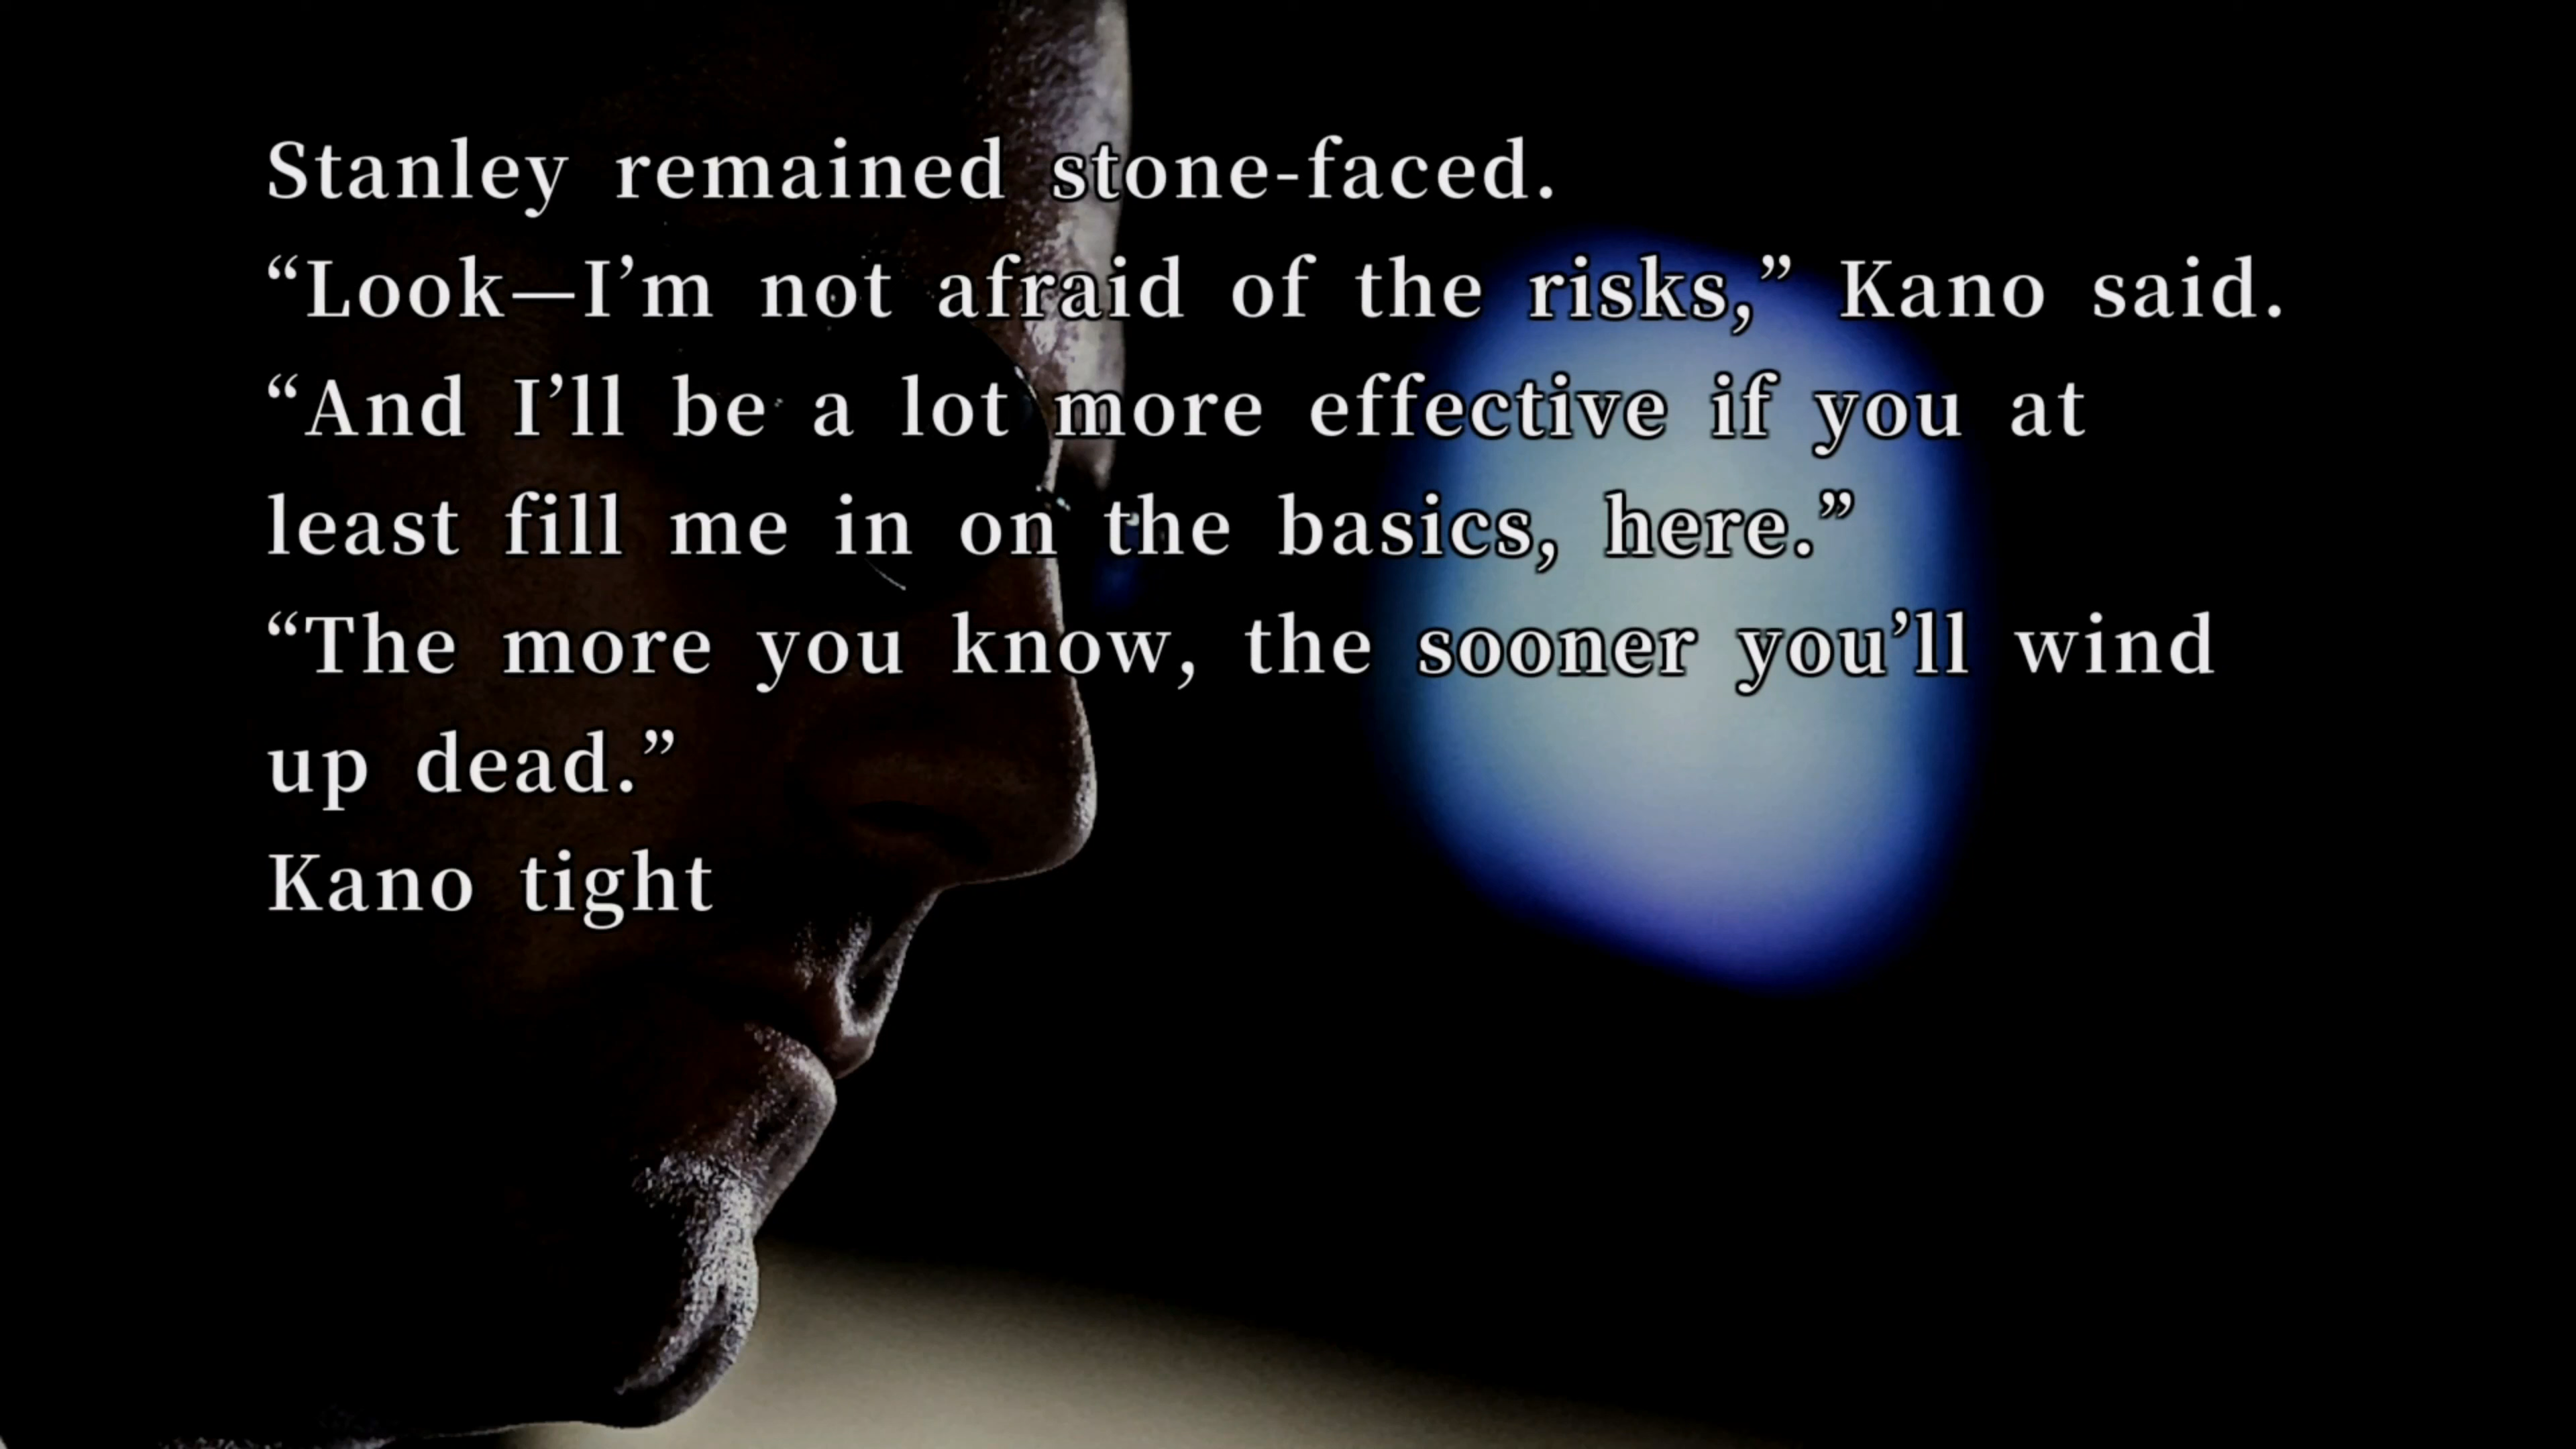 Stanley remained stone-faced.
“Look—I’m not afraid of the risks,” Kano said.
“And I’ll be a lot more effective if you at
least fill me in on the basics, here.”
“The more you know, the sooner you’ll wind
up dead.”
Kano tight